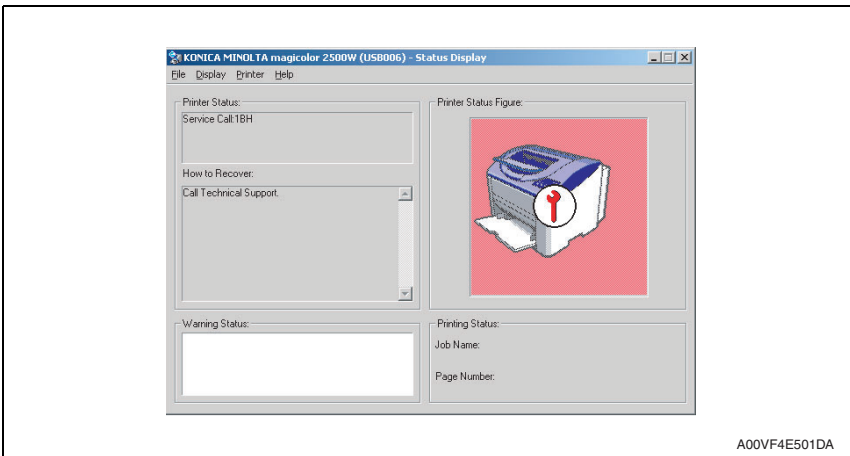 KONICA MINOLTA magicolor 2500W (USB006) - Status Display
File Display Printer Help
Printer Status:
Service Call:1BH
How to Recover:
Call Technical Support.
Printer Status Figure:
Warning Status:
Printing Status:
Job Name:
Page Number:
A00VF4E501DA